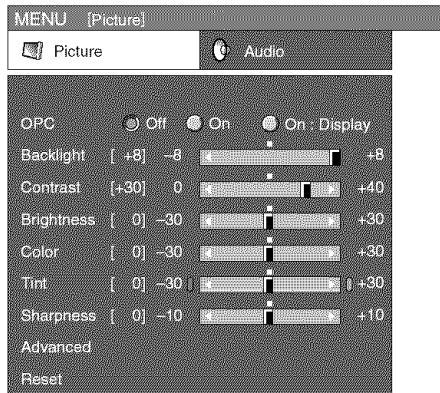 MENU [Picture]
Picture Audio
OPC Off On On : Display
Backlight [ +8] –8 +8
Contrast [+30] 0 +40
Brightness [ 0] –30 +30
Color [ 0] –30 +30
Tint [ 0] –30 +30
Sharpness [ 0] –10 +10
Advanced
Reset